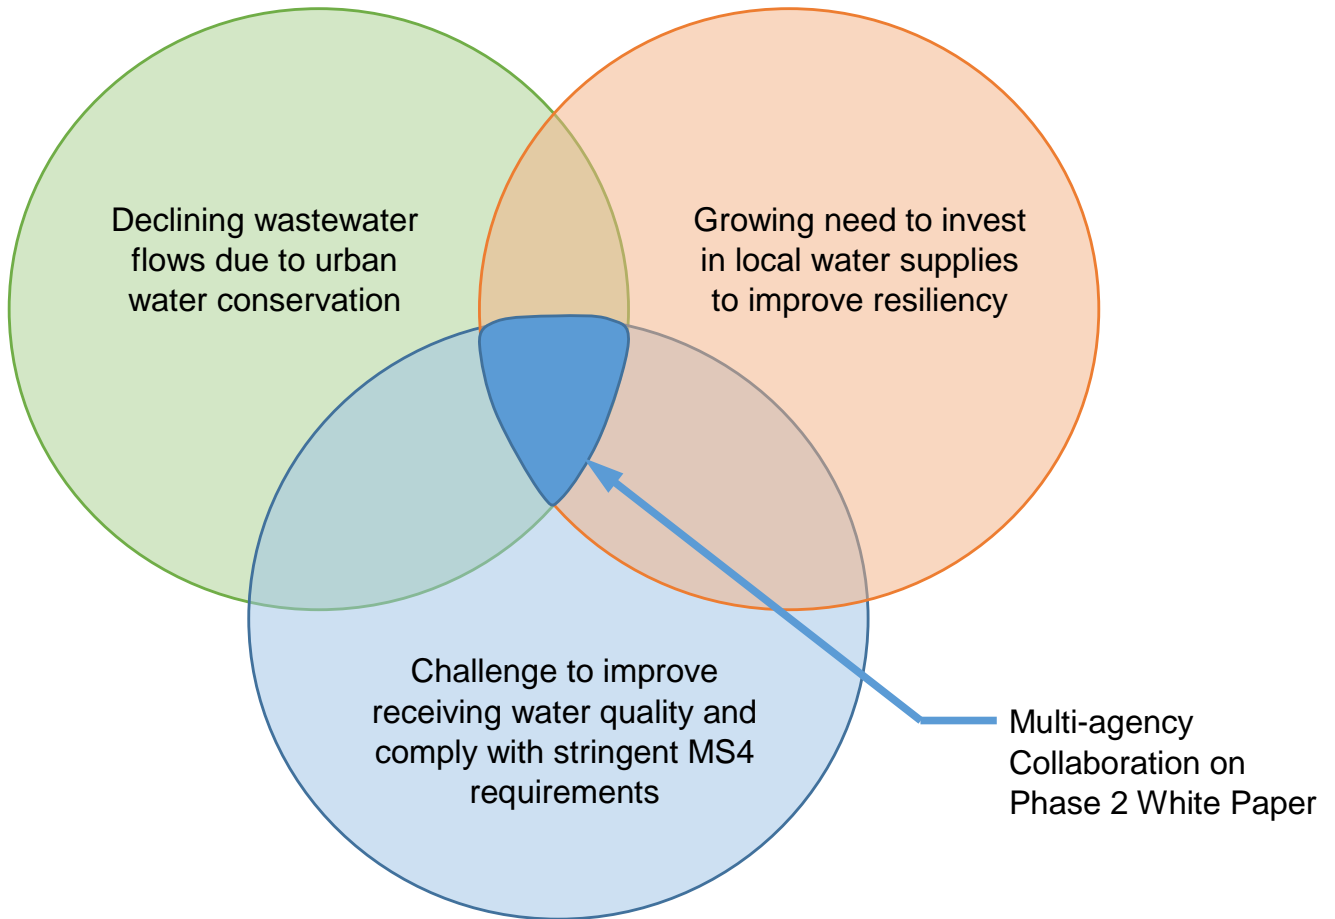 Declining wastewater
flows due to urban
water conservation
Growing need to invest
in local water supplies
to improve resiliency
Challenge to improve
receiving water quality and
comply with stringent MS4
requirements
Multi-agency
Collaboration on
Phase 2 White Paper